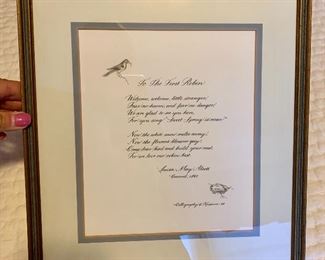 To The First Robin
Welcome, welcome, little stranger,
Fear no harm, and fear no danger,
We are glad to see you here,
For you sing "Sweet Spring is near."
Now the white snow melts away;
Now the flowers blossom gay;
Come dear bird and build your nest,
For we love our robin best.
Louisa May Alcott
Concord, 1840
Calligraphy